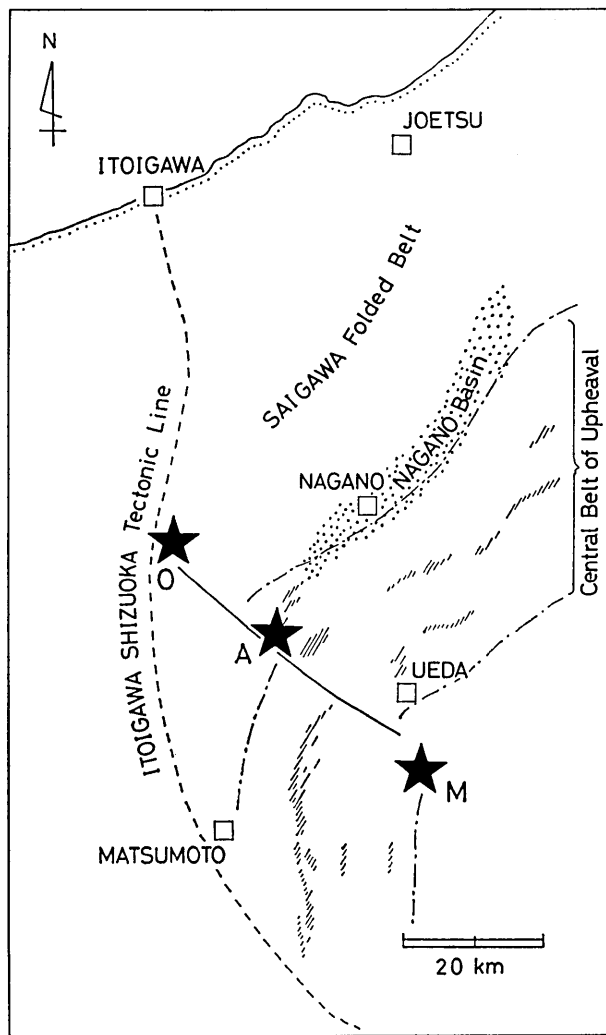 N
JOETSU
ITOIGAWA
SAIGAWA Folded Belt
NAGANO Basin
NAGANO
Central Belt of Upheaval
ITOIGAWA SHIZUOKA Tectonic Line
O
A
UEDA
M
MATSUMOTO
20 km